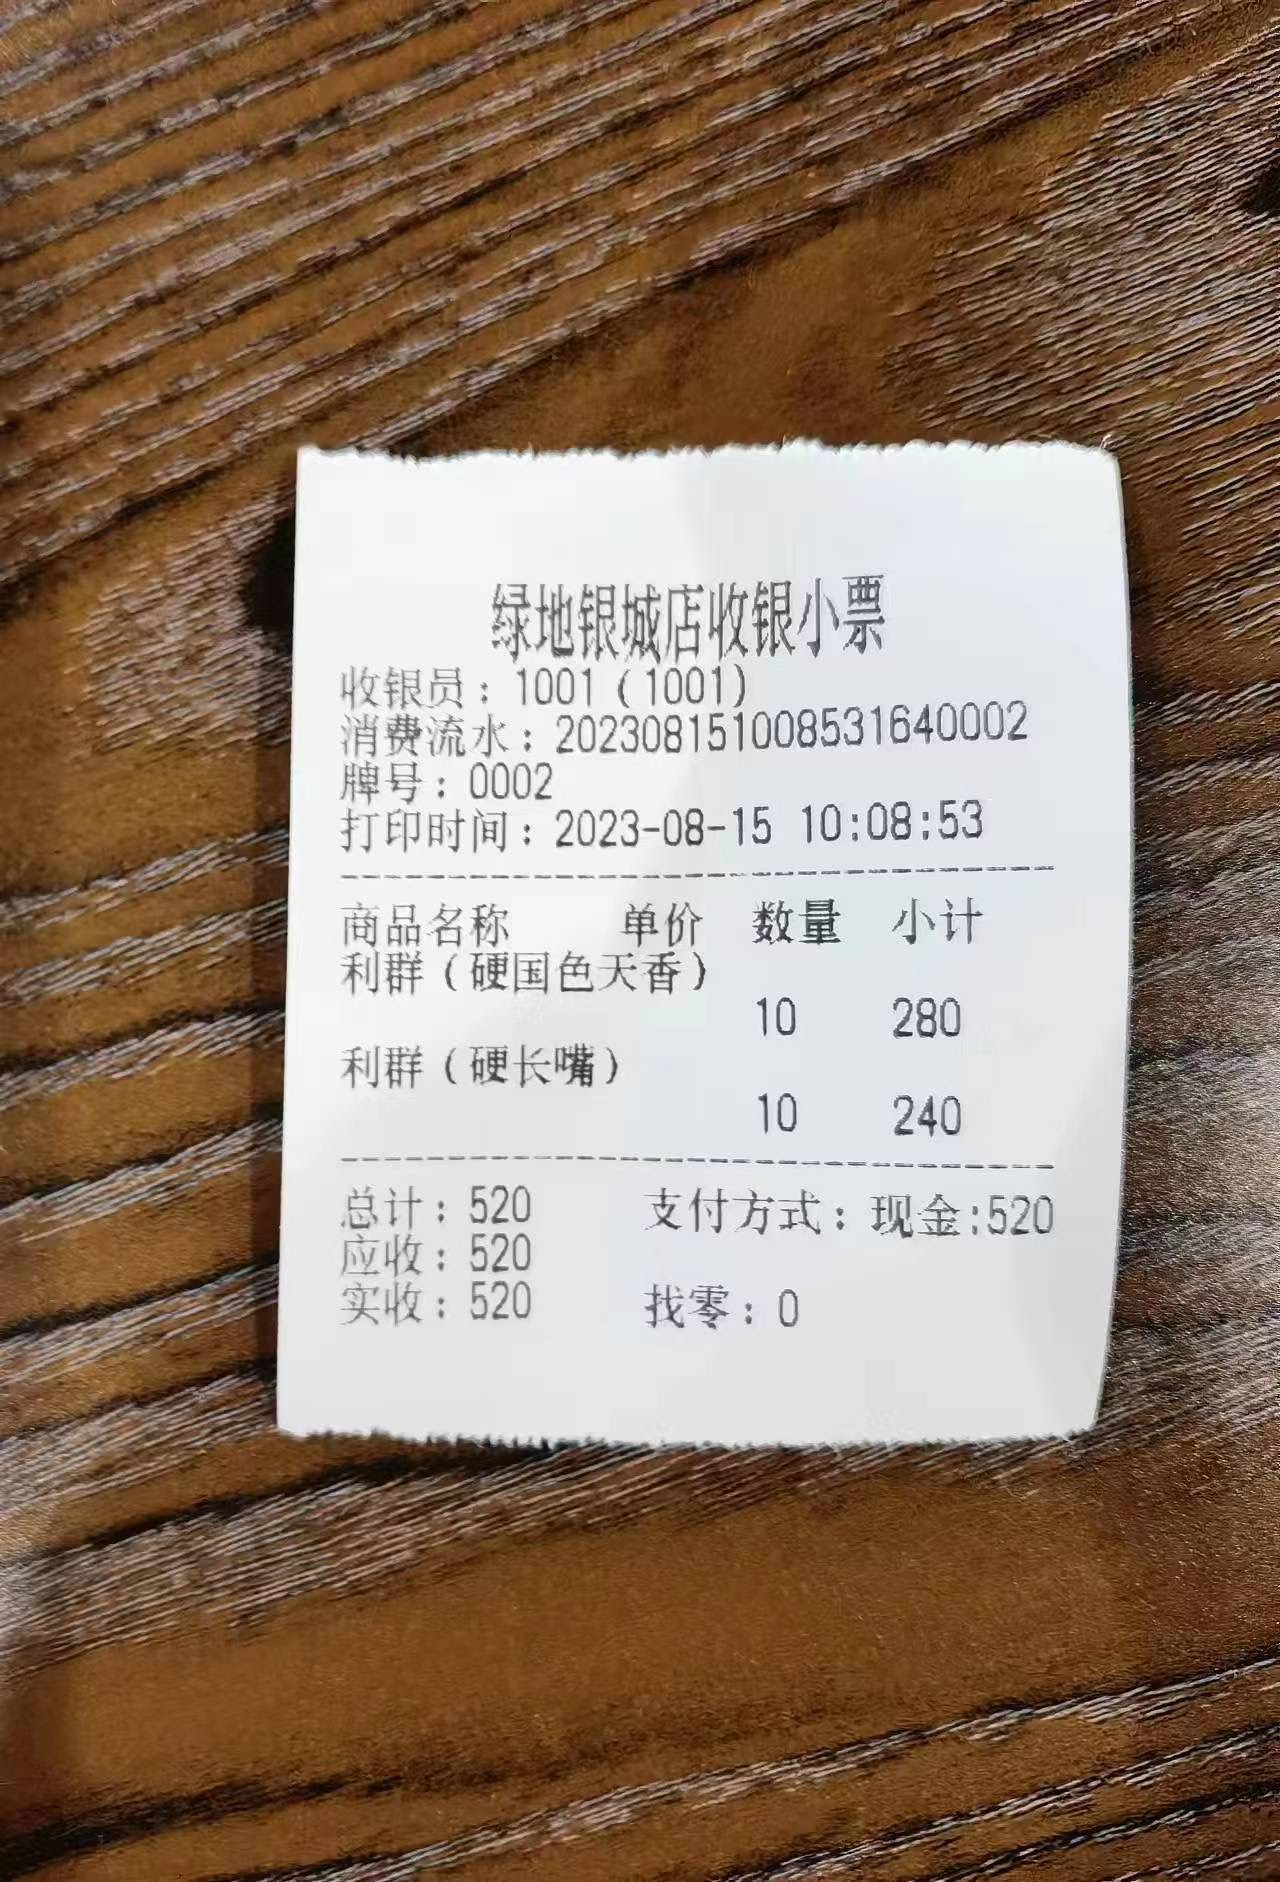 绿地银城店收银小票
收银员：1001（1001）
消费流水：202308151008531640002
牌号：0002
打印时间：2023-08-15 10:08:53
商品名称 单价 数量 小计
利群（硬国色天香）
10 280
利群（硬长嘴）
10 240
总计：520 支付方式：现金:520
应收：520
实收：520 找零：0